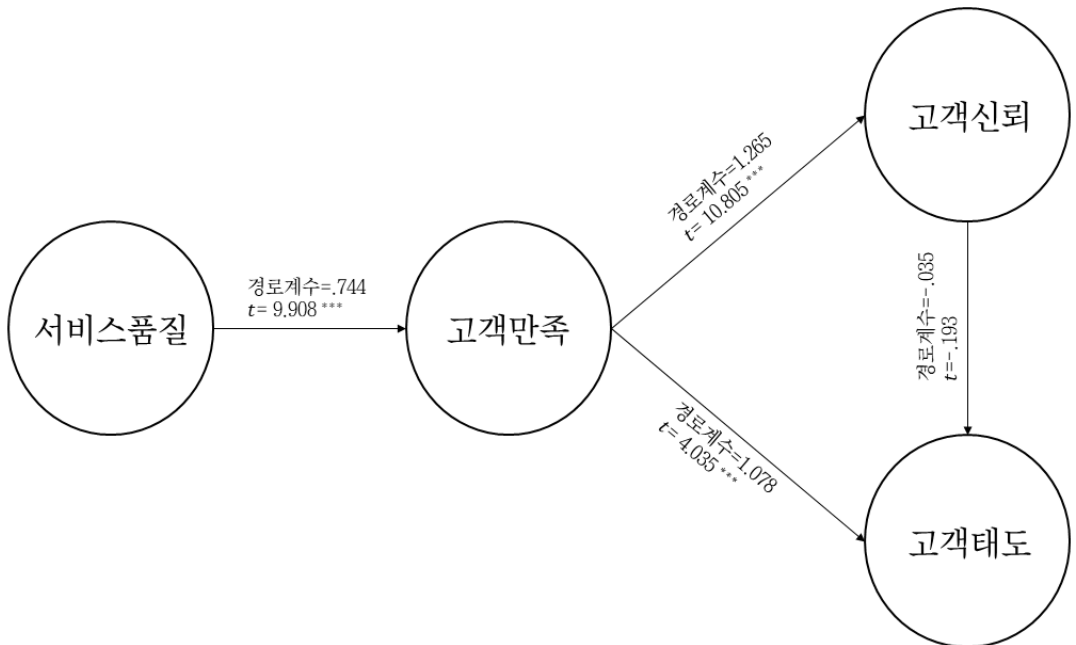 서비스품질
경로계수=.744
t= 9.908 ***
고객만족
경로계수=1.265
t= 10.805 ***
고객신뢰
경로계수=-.035
t=-.193
경로계수=1.078
t= 4.035 ***
고객태도